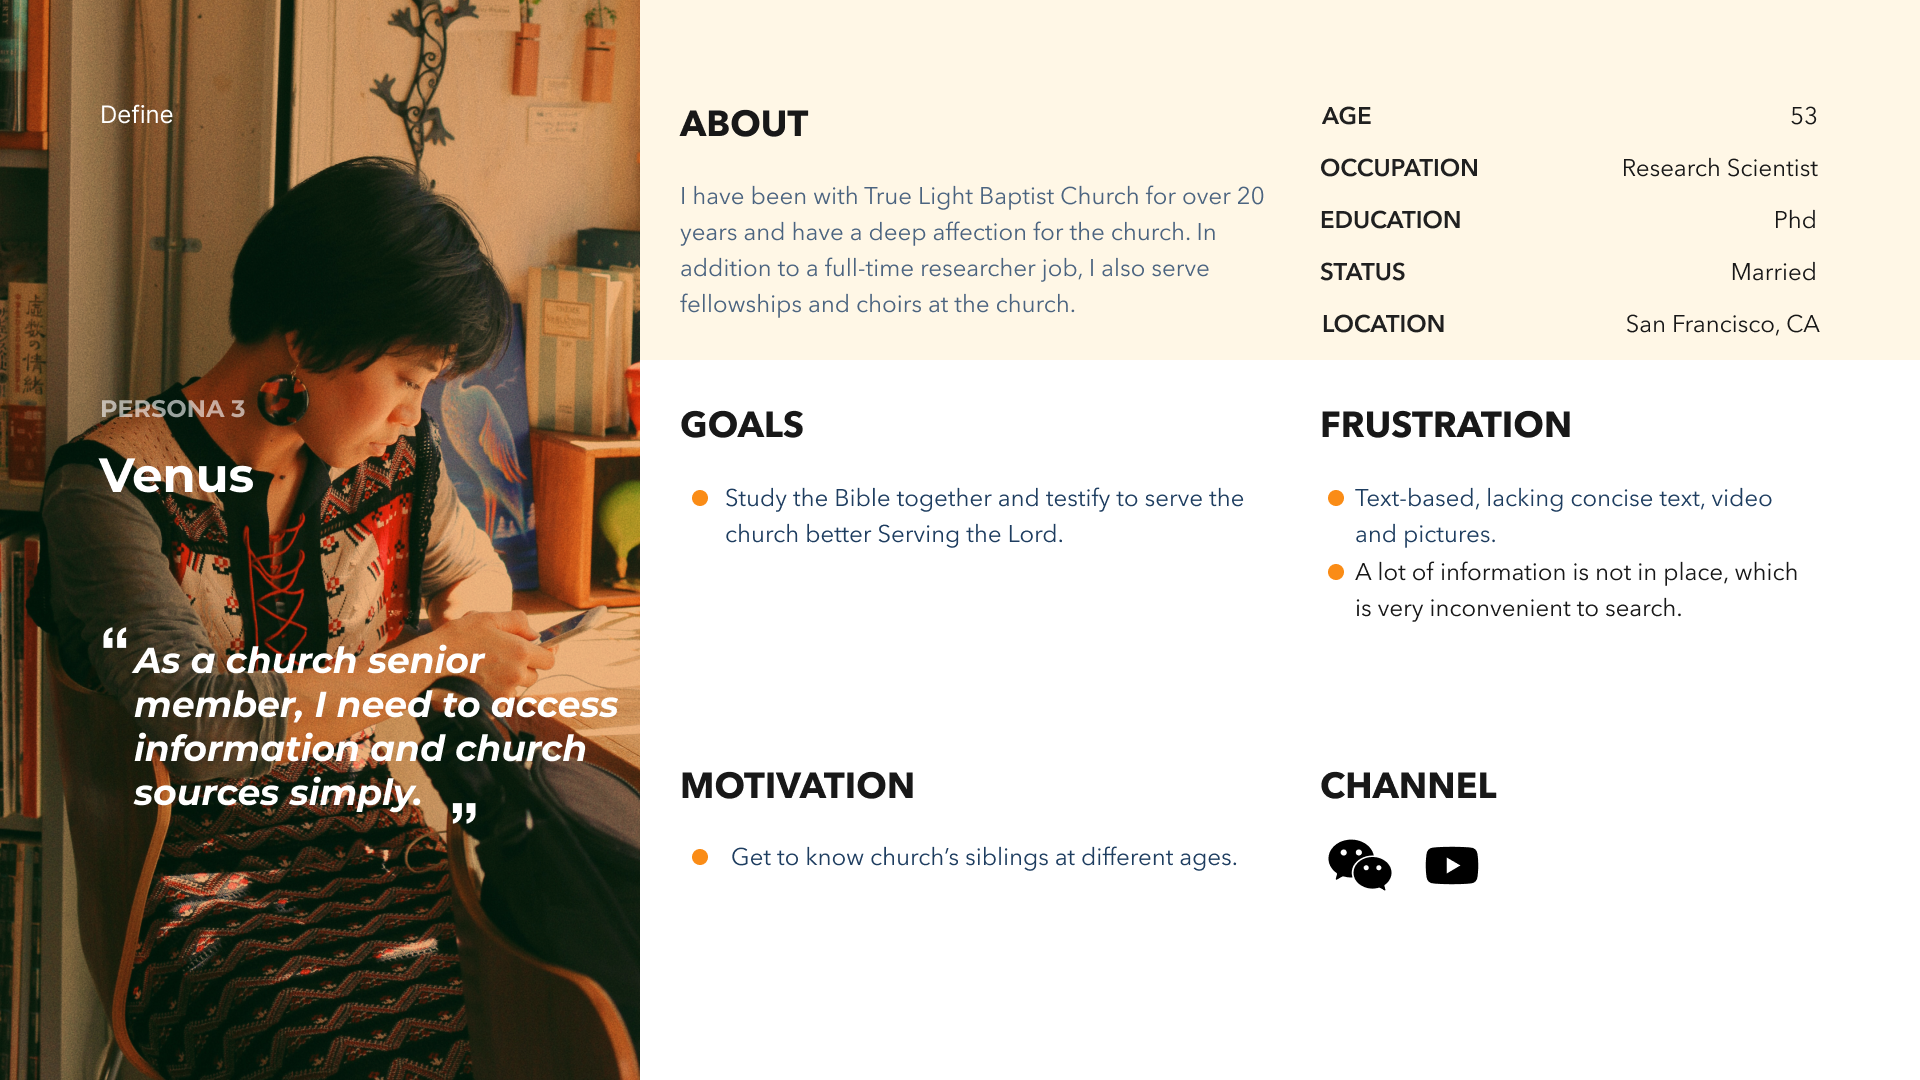 Define
PERSONA 3
Venus
“As a church senior
member, I need to access
information and church
sources simply.”
ABOUT
I have been with True Light Baptist Church for over 20
years and have a deep affection for the church. In
addition to a full-time researcher job, I also serve
fellowships and choirs at the church.
AGE 53
OCCUPATION Research Scientist
EDUCATION Phd
STATUS Married
LOCATION San Francisco, CA
GOALS
Study the Bible together and testify to serve the
church better Serving the Lord.
FRUSTRATION
Text-based, lacking concise text, video
and pictures.
A lot of information is not in place, which
is very inconvenient to search.
MOTIVATION
Get to know church’s siblings at different ages.
CHANNEL
虚数の情緒